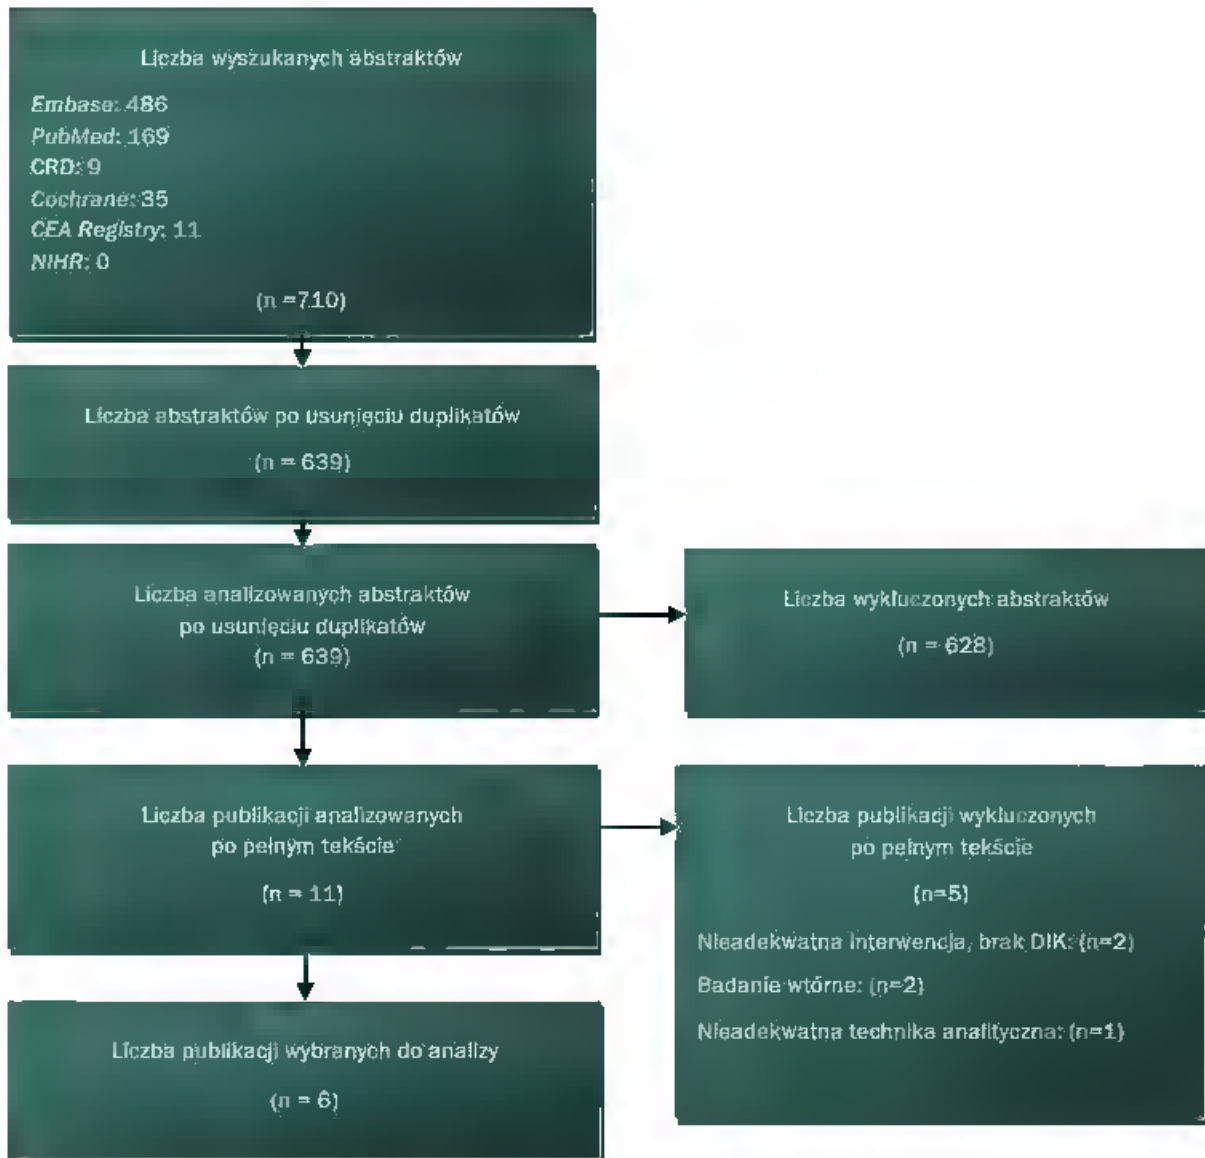 Liczba wyszukanych abstraktów
Embase: 486
PubMed: 169
CRD: 9
Cochrane: 35
CEA Registry: 11
NIHR: 0
(n =710)
Liczba abstraktów po usunięciu duplikatów
(n = 639)
Liczba analizowanych abstraktów
po usunięciu duplikatów
(n = 639)
Liczba wykluczonych abstraktów
(n = 628)
Liczba publikacji analizowanych
po pełnym tekście
(n = 11)
Liczba publikacji wykluczonych
po pełnym tekście
(n=5)
Nieadekwatna interwencja, brak DIK: (n=2)
Badanie wtórne: (n=2)
Nieadekwatna technika analityczna: (n=1)
Liczba publikacji wybranych do analizy
(n = 6)